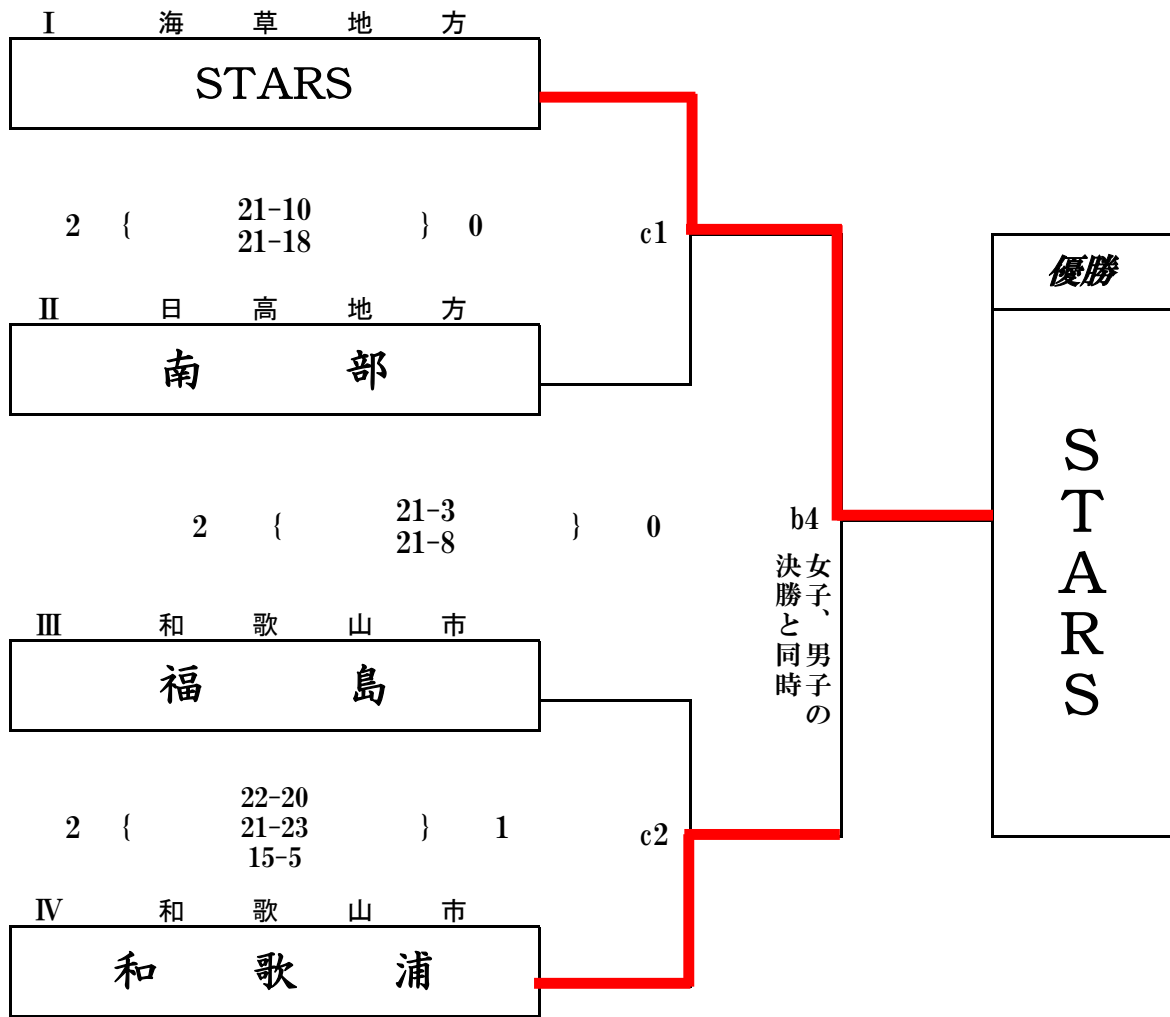 Ⅰ 海草地方
STARS
2 { 21-10 } 0
21-18
c1
Ⅱ 日高地方
南部
2 { 21-3 } 0
21-8
b4
女子、男子の
決勝と同時
Ⅲ 和歌山市
福島
2 { 22-20
21-23
15-5 } 1
c2
Ⅳ 和歌山市
和歌浦
優勝
STARS